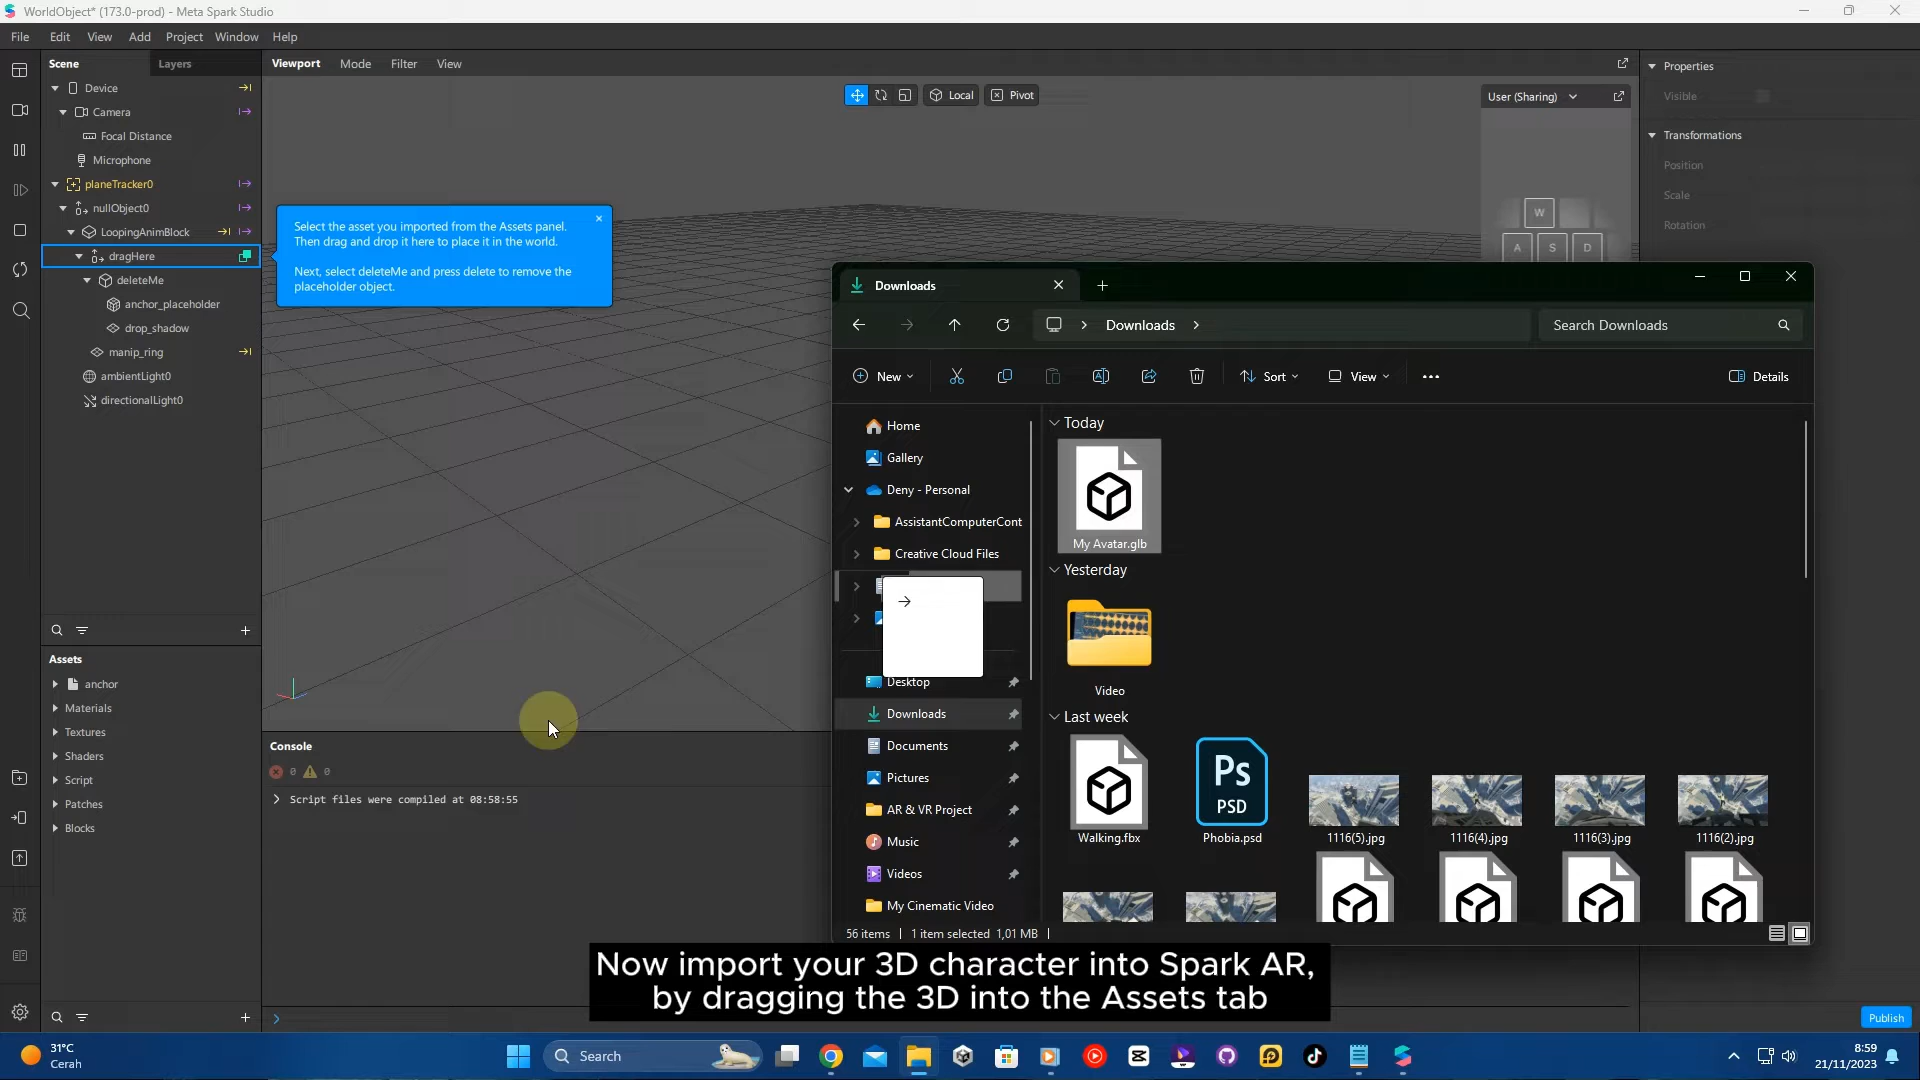 WorldObject* (173.0-prod) - Meta Spark Studio
File Edit View Add Project Window Help
Scene Layers
Device
Camera
Focal Distance
Microphone
planeTracker0
nullObject0
LoopingAnimBlock
dragHere
deleteMe
anchor_placeholder
drop_shadow
manip_ring
ambientLight0
directionalLight0
Assets
anchor
Materials
Textures
Shaders
Script
Patches
Blocks
Viewport Mode Filter View
Local Pivot
User (Sharing)
W
A S D
Select the asset you imported from the Assets panel.
Then drag and drop it here to place it in the world.
Next, select deleteMe and press delete to remove the
placeholder object.
Console
0 0
Script files were compiled at 08:58:55
Properties
Visible
Transformations
Position
Scale
Rotation
Downloads
Downloads
Search Downloads
New Sort View Details
Home
Gallery
Deny - Personal
AssistantComputerCont
Creative Cloud Files
Desktop
Downloads
Documents
Pictures
AR & VR Project
Music
Videos
My Cinematic Video
Today
My Avatar.glb
Yesterday
Video
Last week
Ps
PSD
Walking.fbx Phobia.psd 1116(5).jpg 1116(4).jpg 1116(3).jpg 1116(2).jpg
56 items 1 item selected 1,01 MB
Now import your 3D character into Spark AR,
by dragging the 3D into the Assets tab
Publish
31°C
Cerah
Search
8:59
21/11/2023